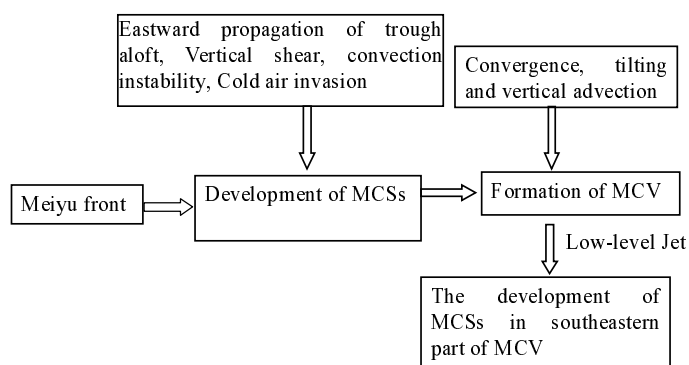 Eastward propagation of trough
aloft, Vertical shear, convection
instability, Cold air invasion
Convergence, tilting
and vertical advection
Meiyu front
Development of MCSs
Formation of MCV
Low-level Jet
The development of
MCSs in southeastern
part of MCV